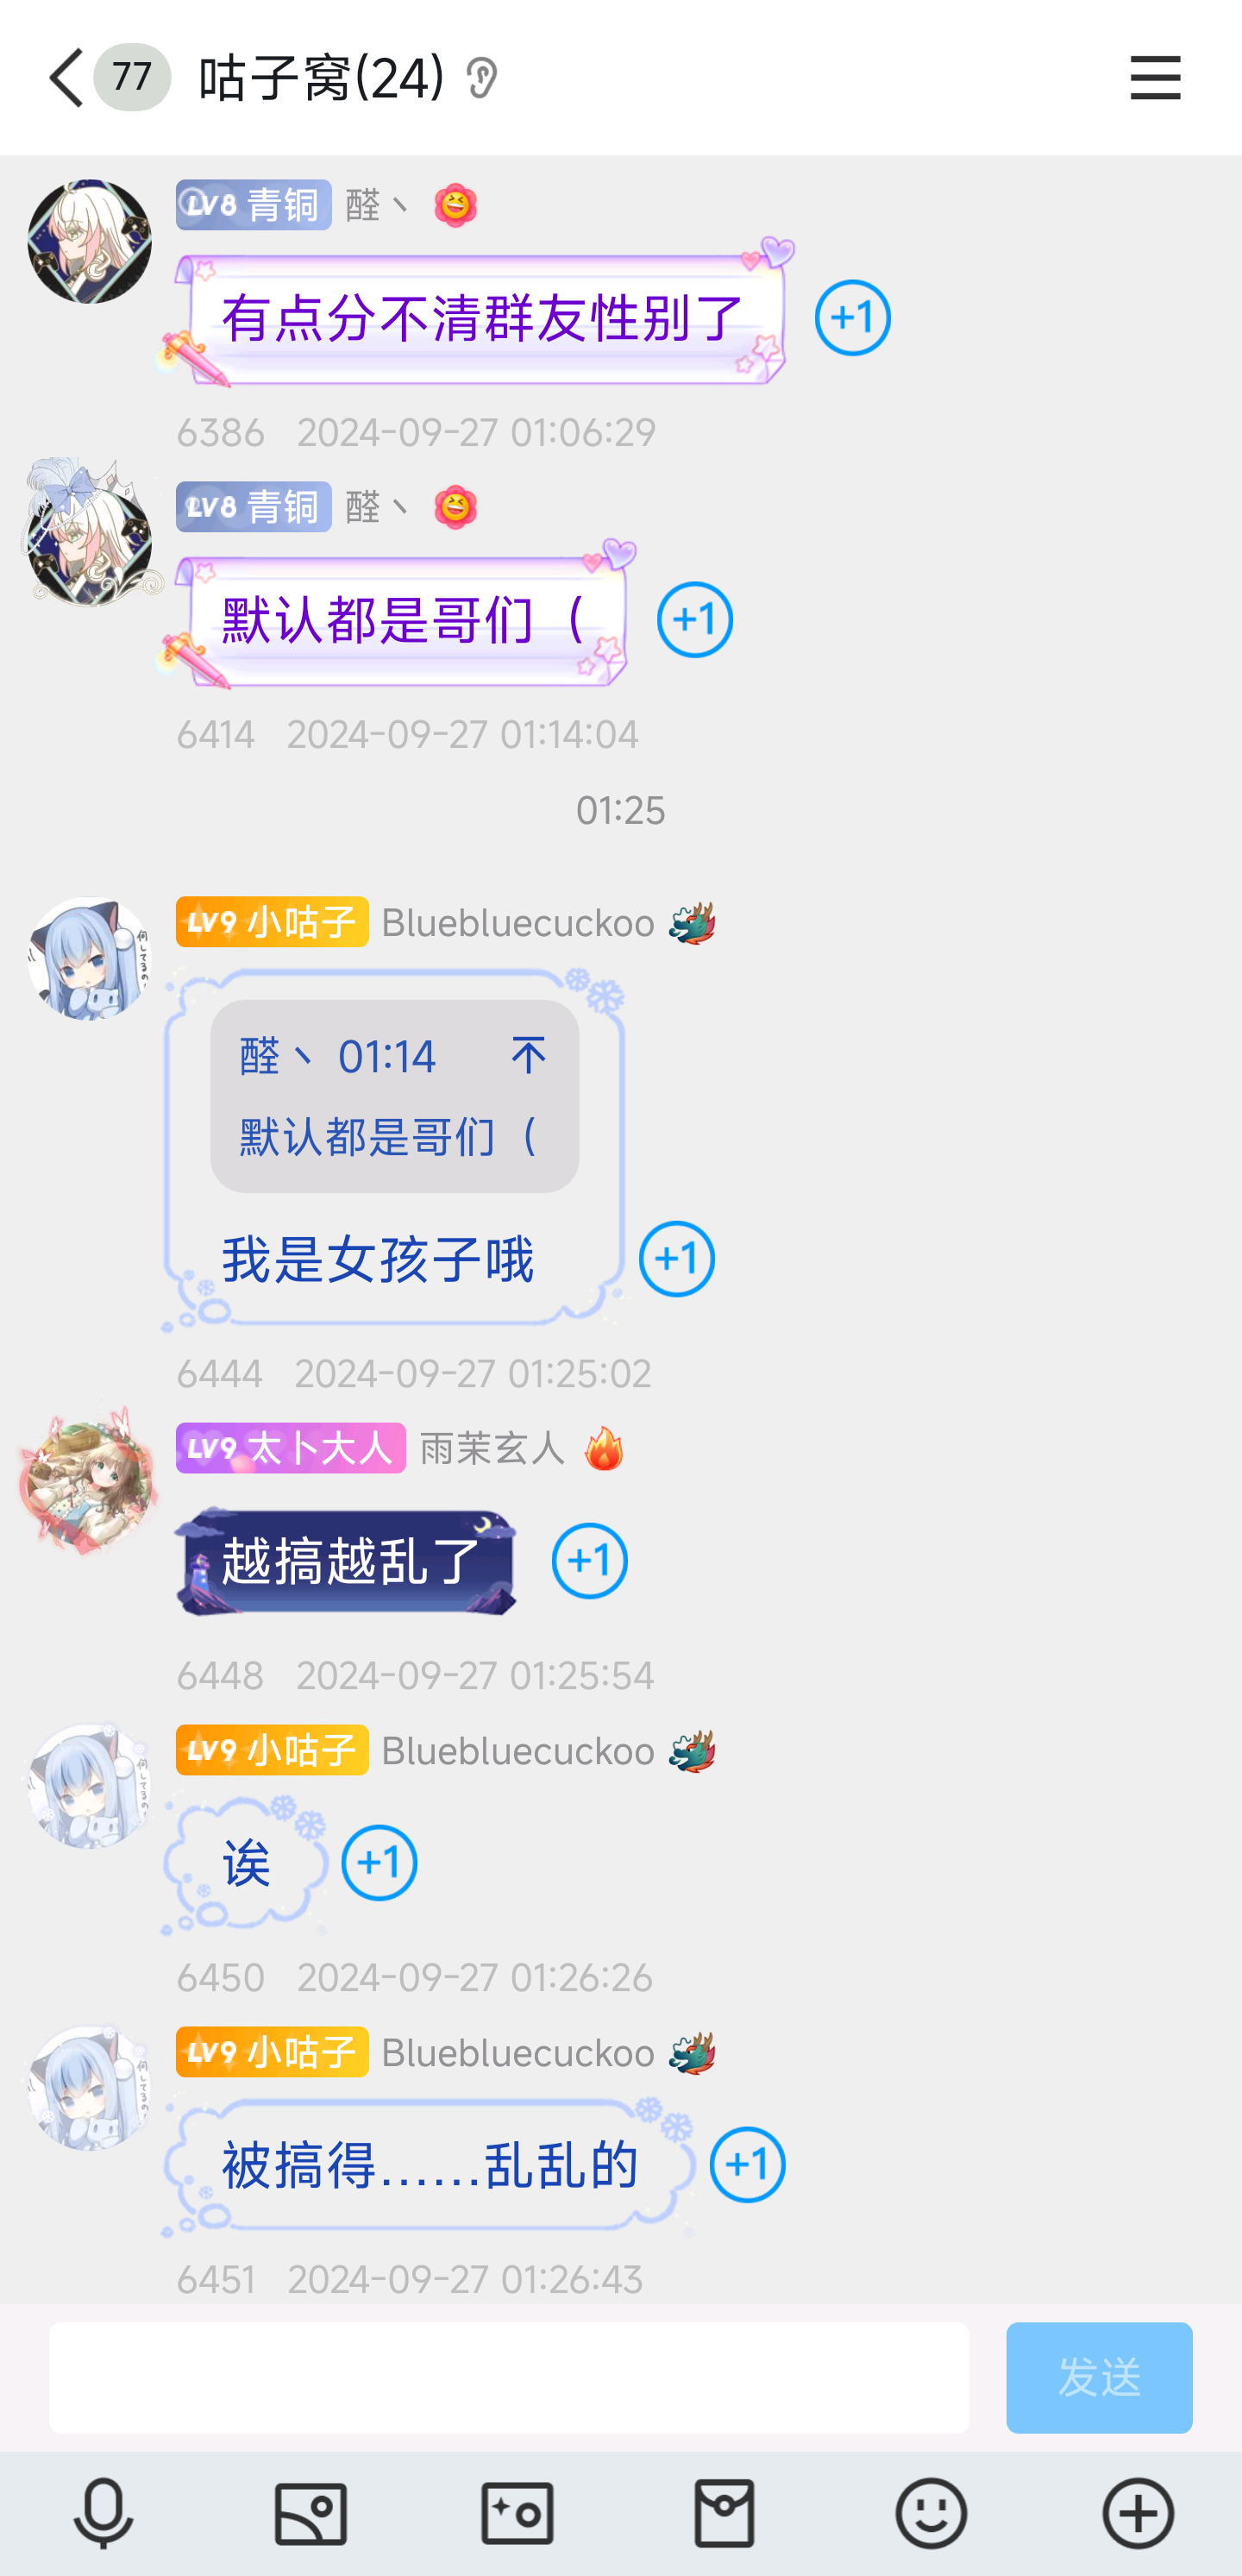 77 咕子窝(24)
LV8 青铜 醛丶
有点分不清群友性别了
+1
6386 2024-09-27 01:06:29
LV8 青铜 醛丶
默认都是哥们（
+1
6414 2024-09-27 01:14:04
01:25
LV9 小咕子 Bluebluecuckoo
醛丶 01:14
默认都是哥们（
我是女孩子哦
+1
6444 2024-09-27 01:25:02
LV9 太卜大人 雨茉玄人
越搞越乱了
+1
6448 2024-09-27 01:25:54
LV9 小咕子 Bluebluecuckoo
诶
+1
6450 2024-09-27 01:26:26
LV9 小咕子 Bluebluecuckoo
被搞得……乱乱的
+1
6451 2024-09-27 01:26:43
发送